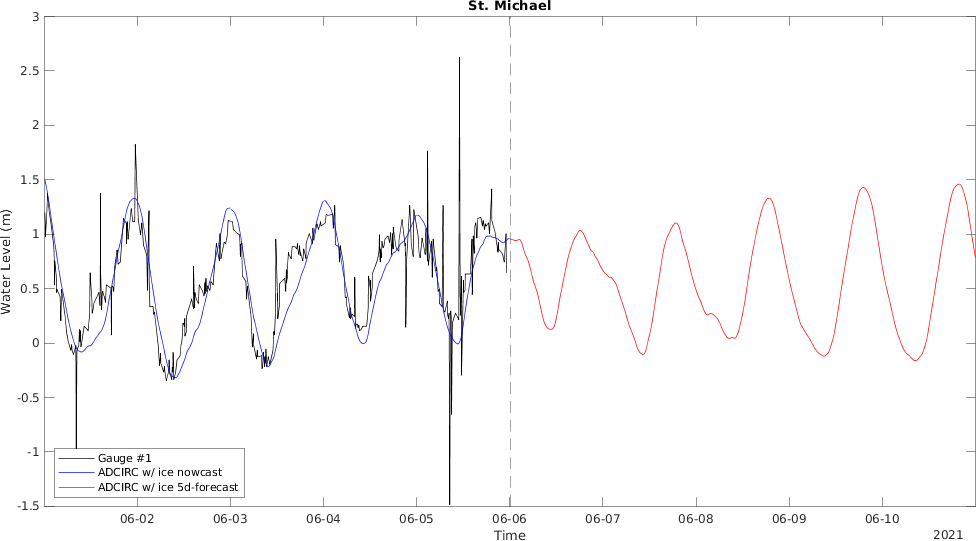 St. Michael
3
2.5
2
1.5
1
0.5
0
-0.5
-1
-1.5
Water Level (m)
Gauge #1
ADCIRC w/ ice nowcast
ADCIRC w/ ice 5d-forecast
06-02 06-03 06-04 06-05 06-06 06-07 06-08 06-09 06-10
Time
2021